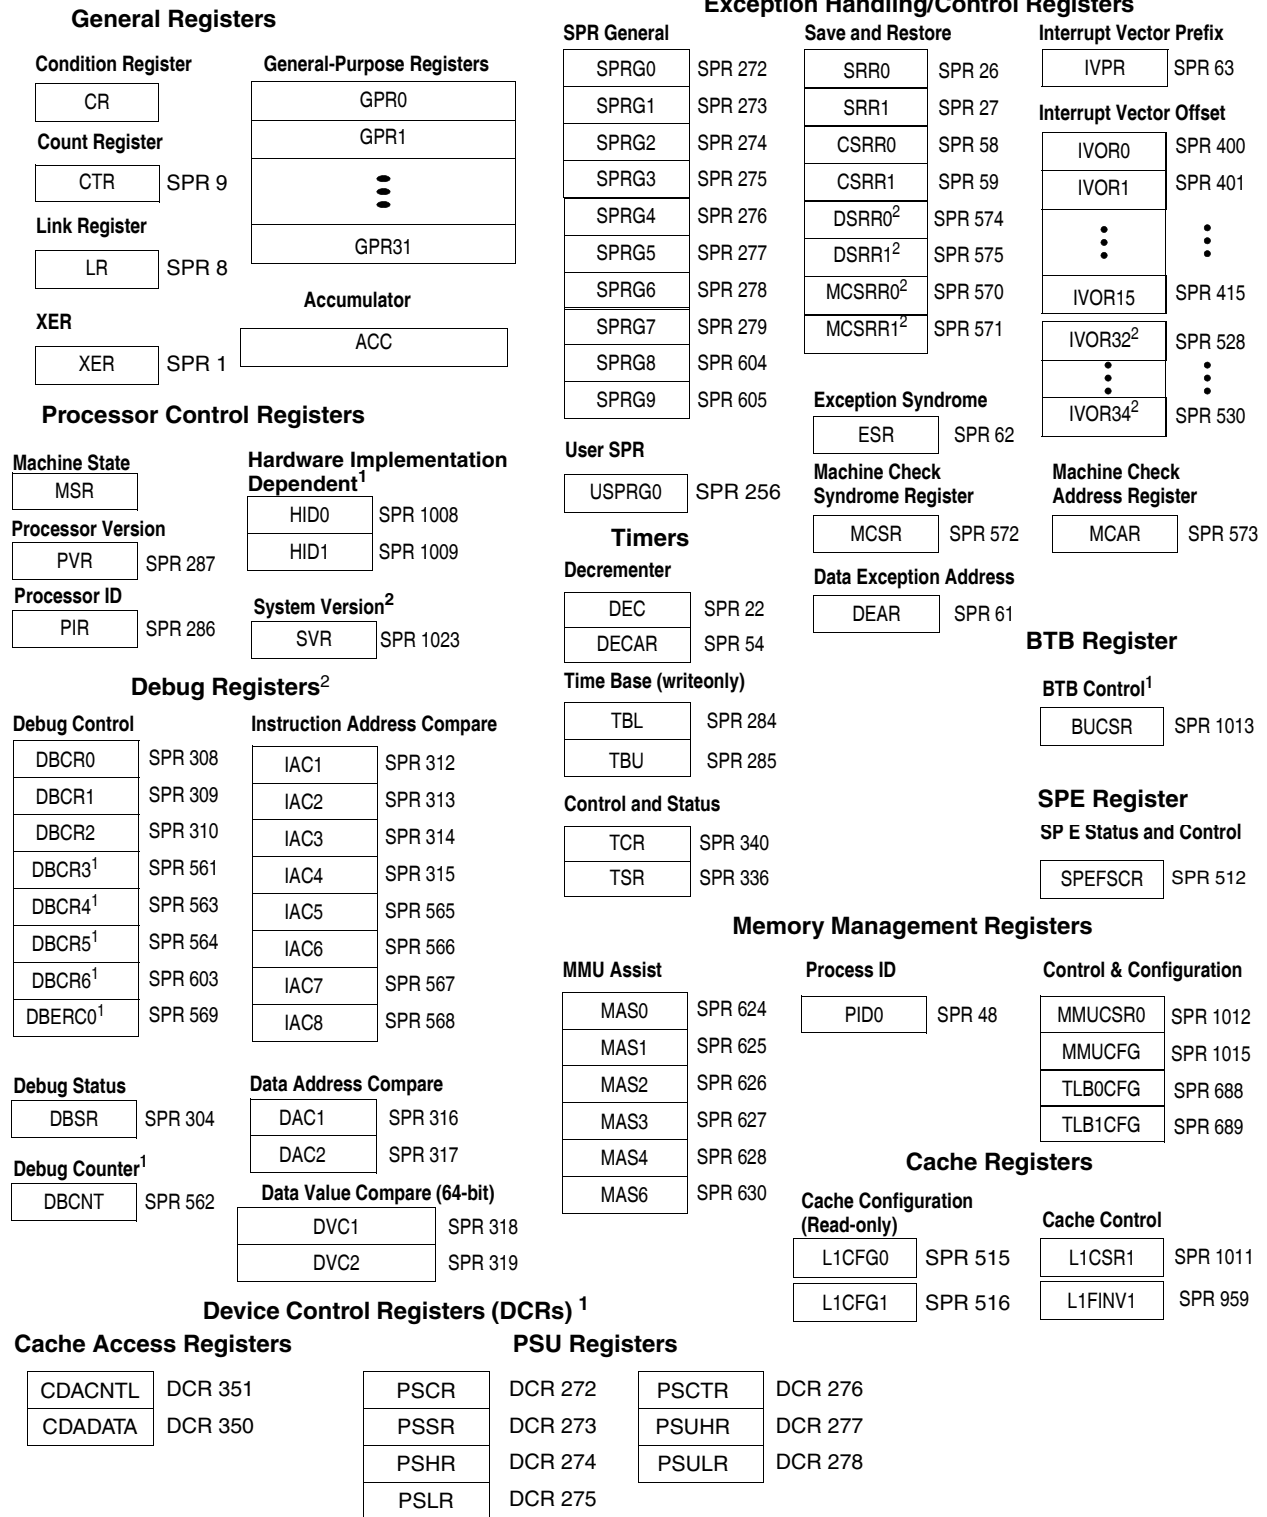 General Registers
Condition Register
CR
Count Register
CTR SPR 9
Link Register
LR SPR 8
XER
XER SPR 1
General-Purpose Registers
GPR0
GPR1
GPR31
Accumulator
ACC
Processor Control Registers
Machine State
MSR
Processor Version
PVR SPR 287
Processor ID
PIR SPR 286
Hardware Implementation
Dependent1
HID0 SPR 1008
HID1 SPR 1009
System Version2
SVR SPR 1023
Debug Registers2
Debug Control
DBCR0 SPR 308
DBCR1 SPR 309
DBCR2 SPR 310
DBCR31 SPR 561
DBCR41 SPR 563
DBCR51 SPR 564
DBCR61 SPR 603
DBERC01 SPR 569
Debug Status
DBSR SPR 304
Debug Counter1
DBCNT SPR 562
Instruction Address Compare
IAC1 SPR 312
IAC2 SPR 313
IAC3 SPR 314
IAC4 SPR 315
IAC5 SPR 565
IAC6 SPR 566
IAC7 SPR 567
IAC8 SPR 568
Data Address Compare
DAC1 SPR 316
DAC2 SPR 317
Data Value Compare (64-bit)
DVC1 SPR 318
DVC2 SPR 319
Exception Handling/Control Registers
SPR General
SPRG0 SPR 272
SPRG1 SPR 273
SPRG2 SPR 274
SPRG3 SPR 275
SPRG4 SPR 276
SPRG5 SPR 277
SPRG6 SPR 278
SPRG7 SPR 279
SPRG8 SPR 604
SPRG9 SPR 605
User SPR
USPRG0 SPR 256
Save and Restore
SRR0 SPR 26
SRR1 SPR 27
CSRR0 SPR 58
CSRR1 SPR 59
DSRR02 SPR 574
DSRR12 SPR 575
MCSRR02 SPR 570
MCSRR12 SPR 571
Exception Syndrome
ESR SPR 62
Machine Check
Syndrome Register
MCSR SPR 572
Data Exception Address
DEAR SPR 61
Interrupt Vector Prefix
IVPR SPR 63
Interrupt Vector Offset
IVOR0 SPR 400
IVOR1 SPR 401
IVOR15 SPR 415
IVOR322 SPR 528
IVOR342 SPR 530
Machine Check
Address Register
MCAR SPR 573
Timers
Decrementer
DEC SPR 22
DECAR SPR 54
Time Base (writeonly)
TBL SPR 284
TBU SPR 285
Control and Status
TCR SPR 340
TSR SPR 336
BTB Register
BTB Control1
BUCSR SPR 1013
SPE Register
SP E Status and Control
SPEFSCR SPR 512
Memory Management Registers
MMU Assist
MAS0 SPR 624
MAS1 SPR 625
MAS2 SPR 626
MAS3 SPR 627
MAS4 SPR 628
MAS6 SPR 630
Process ID
PID0 SPR 48
Control & Configuration
MMUCSR0 SPR 1012
MMUCFG SPR 1015
TLB0CFG SPR 688
TLB1CFG SPR 689
Cache Registers
Cache Configuration
(Read-only)
L1CFG0 SPR 515
L1CFG1 SPR 516
Cache Control
L1CSR1 SPR 1011
L1FINV1 SPR 959
Device Control Registers (DCRs) 1
Cache Access Registers
CDACNTL DCR 351
CDADATA DCR 350
PSU Registers
PSCR DCR 272
PSSR DCR 273
PSHR DCR 274
PSLR DCR 275
PSCTR DCR 276
PSUHR DCR 277
PSULR DCR 278